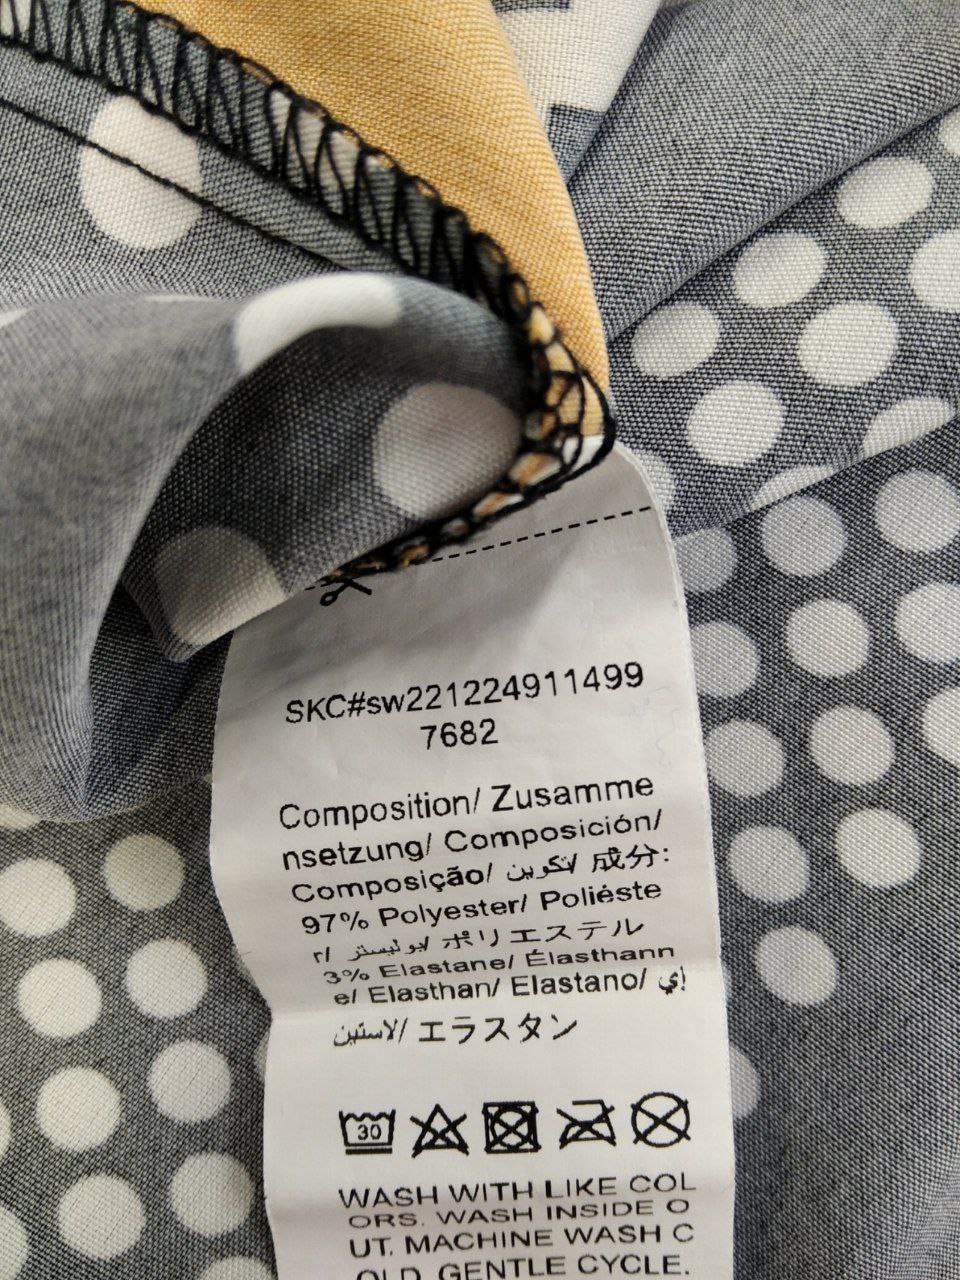 SKC#sw221224911499
7682
Composition/ Zusamme
nsetzung/ Composición/
Composição/ تكوين/ 成分:
97% Polyester/ Poliéste
r/ بوليستر/ ポリエステル
3% Elastane/ Élasthann
e/ Elasthan/ Elastano/ إي
لاستين/ エラスタン
30
WASH WITH LIKE COL
ORS. WASH INSIDE O
UT. MACHINE WASH C
OLD. GENTLE CYCLE.